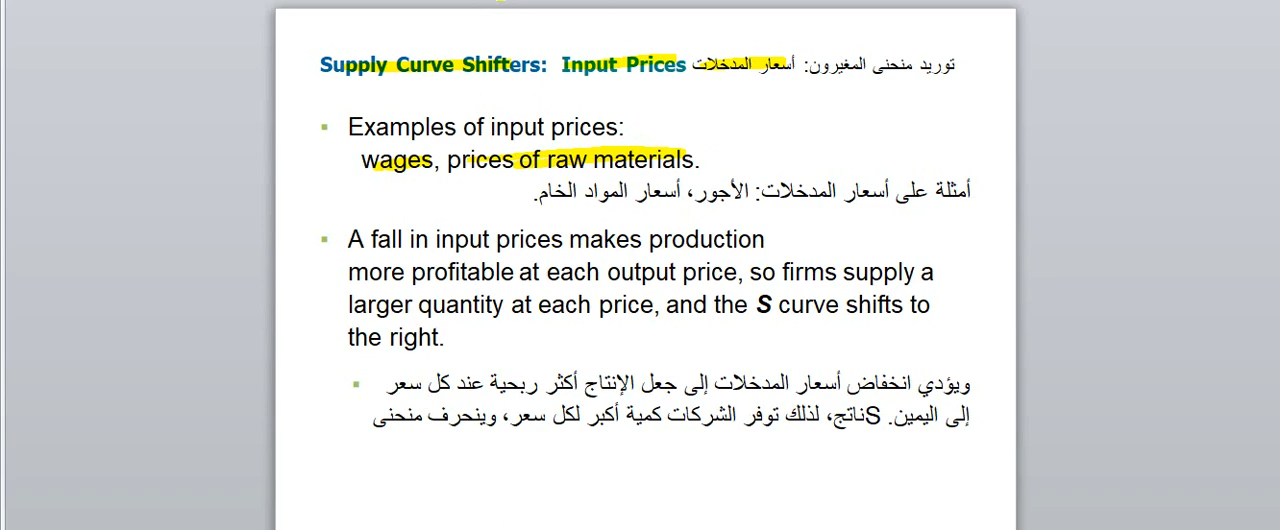 Supply Curve Shifters: Input Prices توريد منحنى المغيرون: أسعار المدخلات
Examples of input prices:
wages, prices of raw materials.
أمثلة على أسعار المدخلات: الأجور، أسعار المواد الخام.
A fall in input prices makes production
more profitable at each output price, so firms supply a
larger quantity at each price, and the S curve shifts to
the right.
ويؤدي انخفاض أسعار المدخلات إلى جعل الإنتاج أكثر ربحية عند كل سعر
إلى اليمين. Sناتج، لذلك توفر الشركات كمية أكبر لكل سعر، وينحرف منحنى